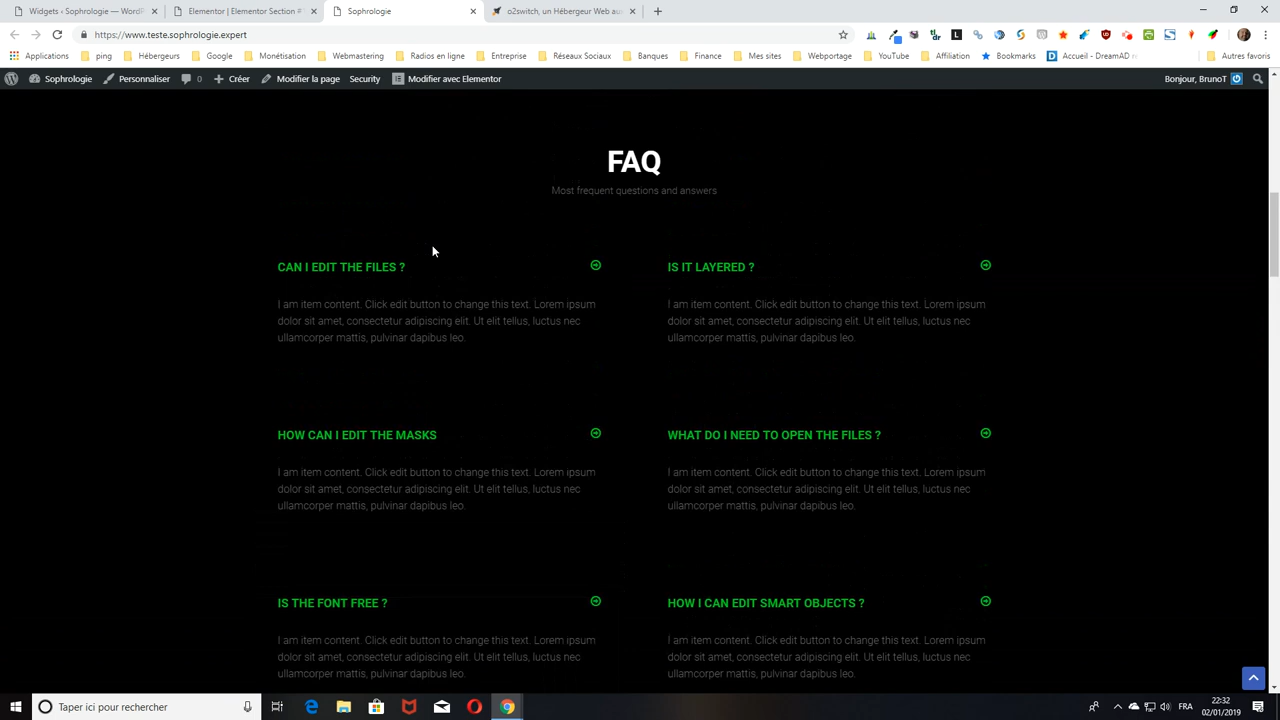 Widgets ‹ Sophrologie — WordPr
Elementor | Elementor Section #1
Sophrologie
o2switch, un Hébergeur Web au
https://www.teste.sophrologie.expert
Applications
ping
Hébergeurs
Google
Monétisation
Webmastering
Radios en ligne
Entreprise
Réseaux Sociaux
Banques
Finance
Mes sites
Webportage
YouTube
Affiliation
Bookmarks
Accueil - DreamAD
Autres favoris
Sophrologie
Personnaliser
0
Créer
Modifier la page
Security
Modifier avec Elementor
Bonjour, BrunoT
FAQ
Most frequent questions and answers
CAN I EDIT THE FILES ?
I am item content. Click edit button to change this text. Lorem ipsum
dolor sit amet, consectetur adipiscing elit. Ut elit tellus, luctus nec
ullamcorper mattis, pulvinar dapibus leo.
IS IT LAYERED ?
I am item content. Click edit button to change this text. Lorem ipsum
dolor sit amet, consectetur adipiscing elit. Ut elit tellus, luctus nec
ullamcorper mattis, pulvinar dapibus leo.
HOW CAN I EDIT THE MASKS
I am item content. Click edit button to change this text. Lorem ipsum
dolor sit amet, consectetur adipiscing elit. Ut elit tellus, luctus nec
ullamcorper mattis, pulvinar dapibus leo.
WHAT DO I NEED TO OPEN THE FILES ?
I am item content. Click edit button to change this text. Lorem ipsum
dolor sit amet, consectetur adipiscing elit. Ut elit tellus, luctus nec
ullamcorper mattis, pulvinar dapibus leo.
IS THE FONT FREE ?
I am item content. Click edit button to change this text. Lorem ipsum
dolor sit amet, consectetur adipiscing elit. Ut elit tellus, luctus nec
ullamcorper mattis, pulvinar dapibus leo.
HOW I CAN EDIT SMART OBJECTS ?
I am item content. Click edit button to change this text. Lorem ipsum
dolor sit amet, consectetur adipiscing elit. Ut elit tellus, luctus nec
ullamcorper mattis, pulvinar dapibus leo.
Taper ici pour rechercher
FRA
22:32
02/01/2019